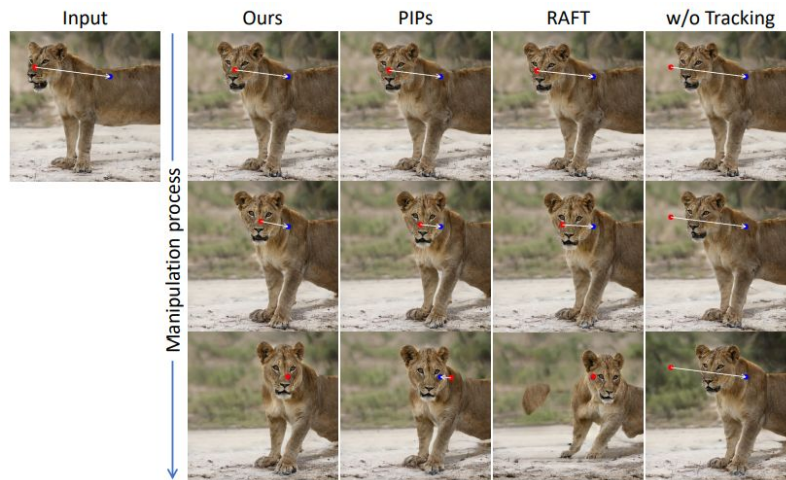 Input
Ours
PIPs
RAFT
w/o Tracking
Manipulation process